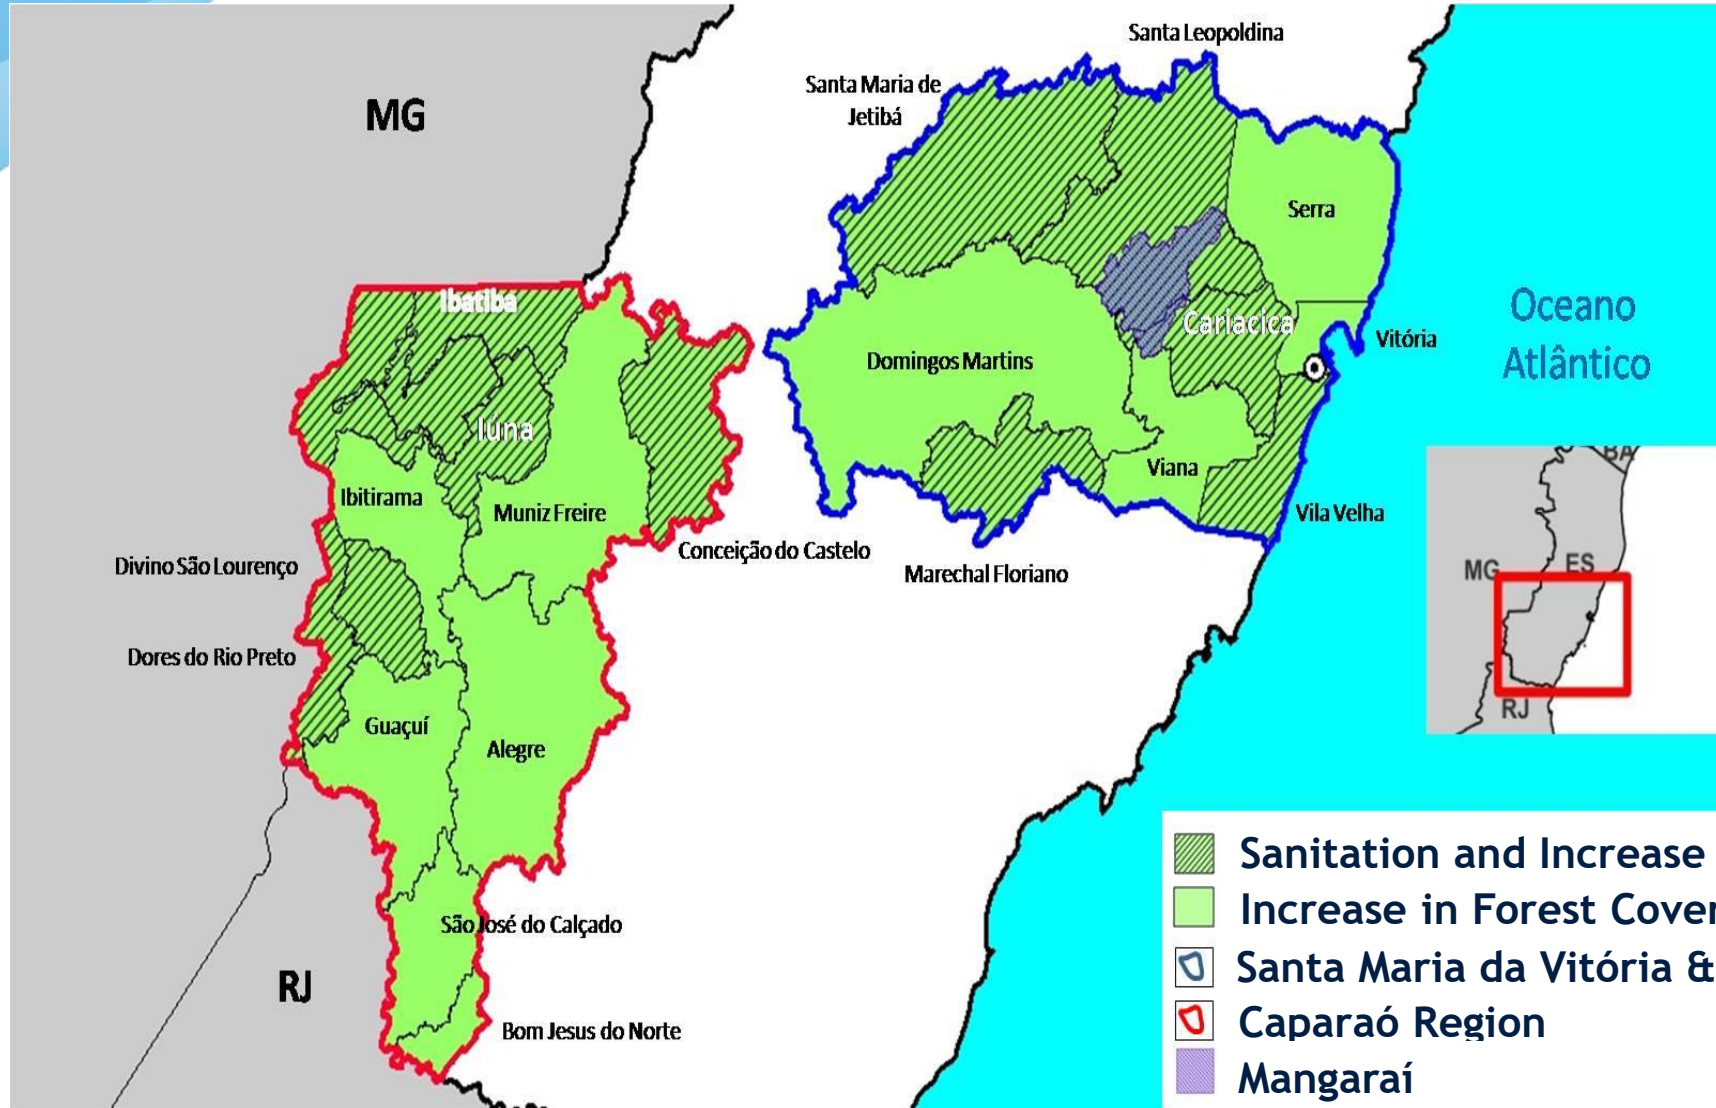 Santa Leopoldina
Santa Maria de
Jetibá
MG
Serra
Ibatiba
Oceano
Atlântico
Cariacica
Vitória
Domingos Martins
Iúna
Viana
Ibitirama
Muniz Freire
Vila Velha
BA
Conceição do Castelo
Marechal Floriano
Divino São Lourenço
MG
ES
Dores do Rio Preto
RJ
Guaçuí
Alegre
São José do Calçado
RJ
Bom Jesus do Norte
Sanitation and Increase
Increase in Forest Cover
Santa Maria da Vitória &
Caparaó Region
Mangaraí